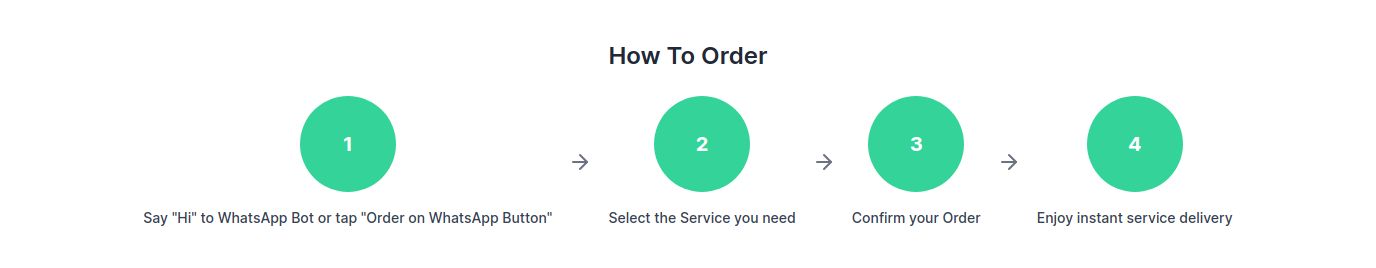 How To Order
1
Say "Hi" to WhatsApp Bot or tap "Order on WhatsApp Button"
2
Select the Service you need
3
Confirm your Order
4
Enjoy instant service delivery